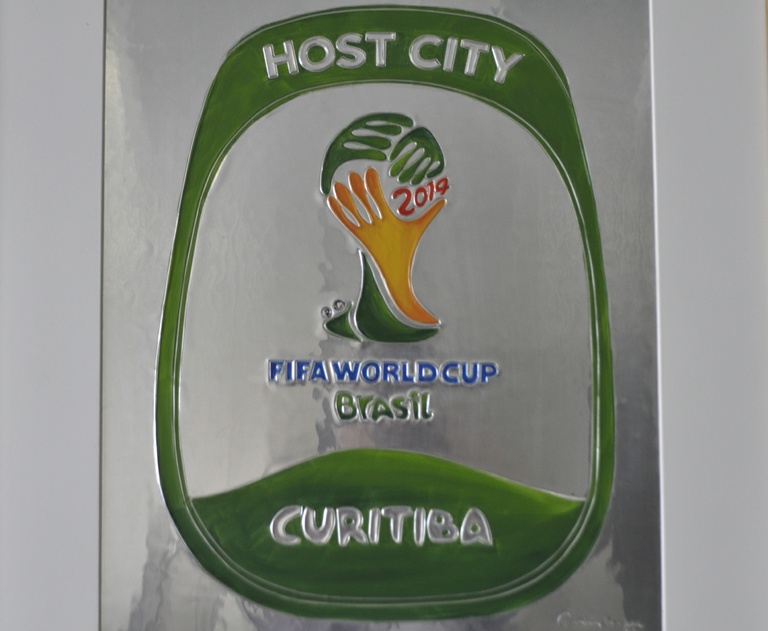 HOST CITY
2014
FIFA WORLD CUP
BRASIL
CURITIBA